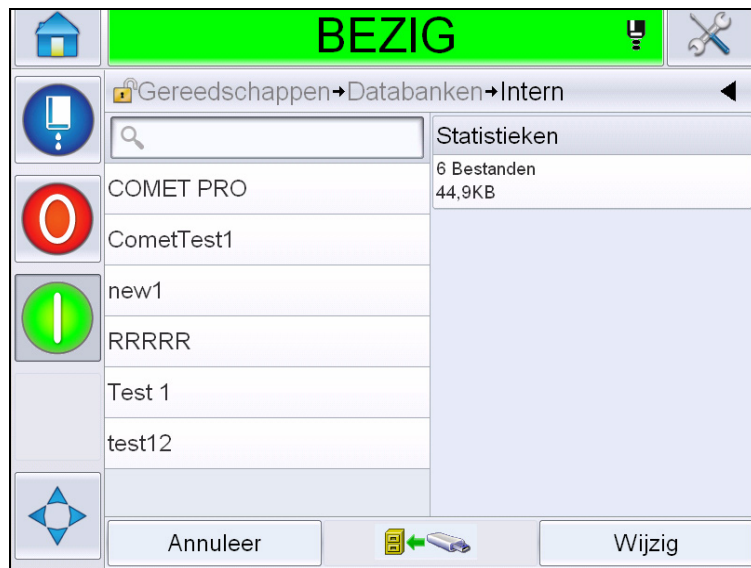 BEZIG
Gereedschappen→Databanken→Intern
Statistieken
6 Bestanden
44,9KB
COMET PRO
CometTest1
new1
RRRRR
Test 1
test12
Annuleer
Wijzig